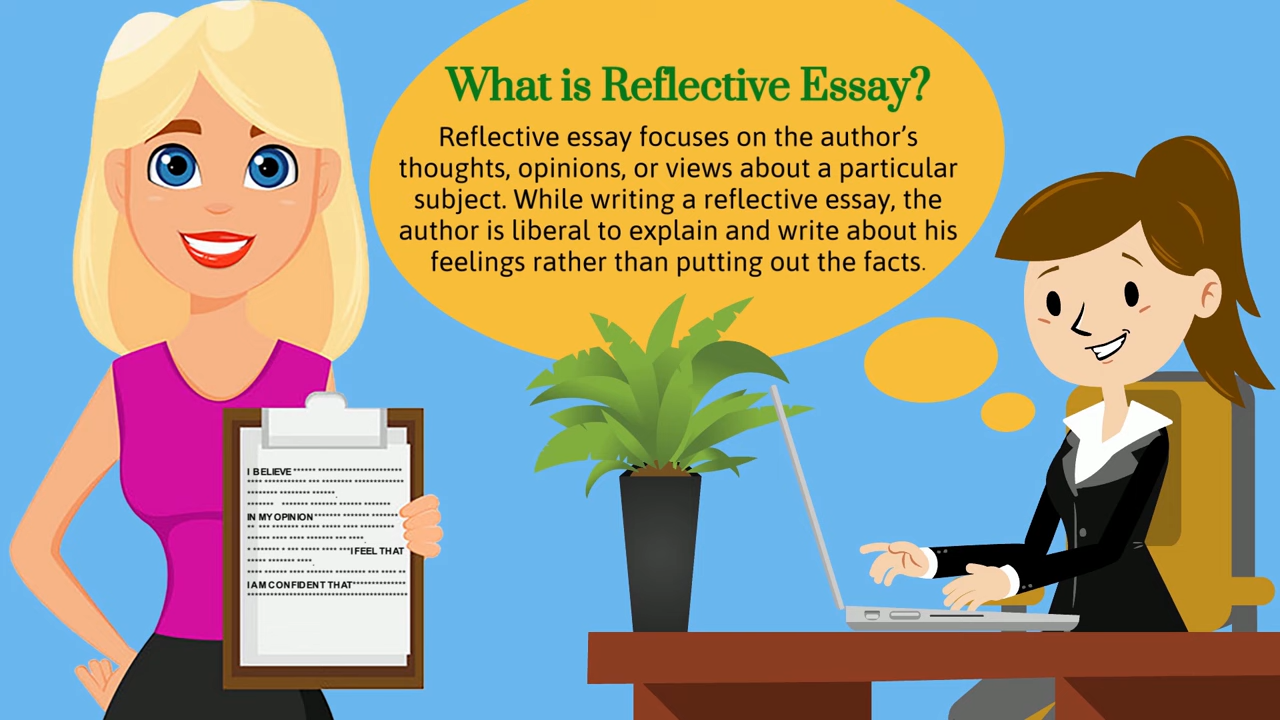 What is Reflective Essay?
Reflective essay focuses on the author's
thoughts, opinions, or views about a particular
subject. While writing a reflective essay, the
author is liberal to explain and write about his
feelings rather than putting out the facts.
I BELIEVE
IN MY OPINION
I FEEL THAT
I AM CONFIDENT THAT